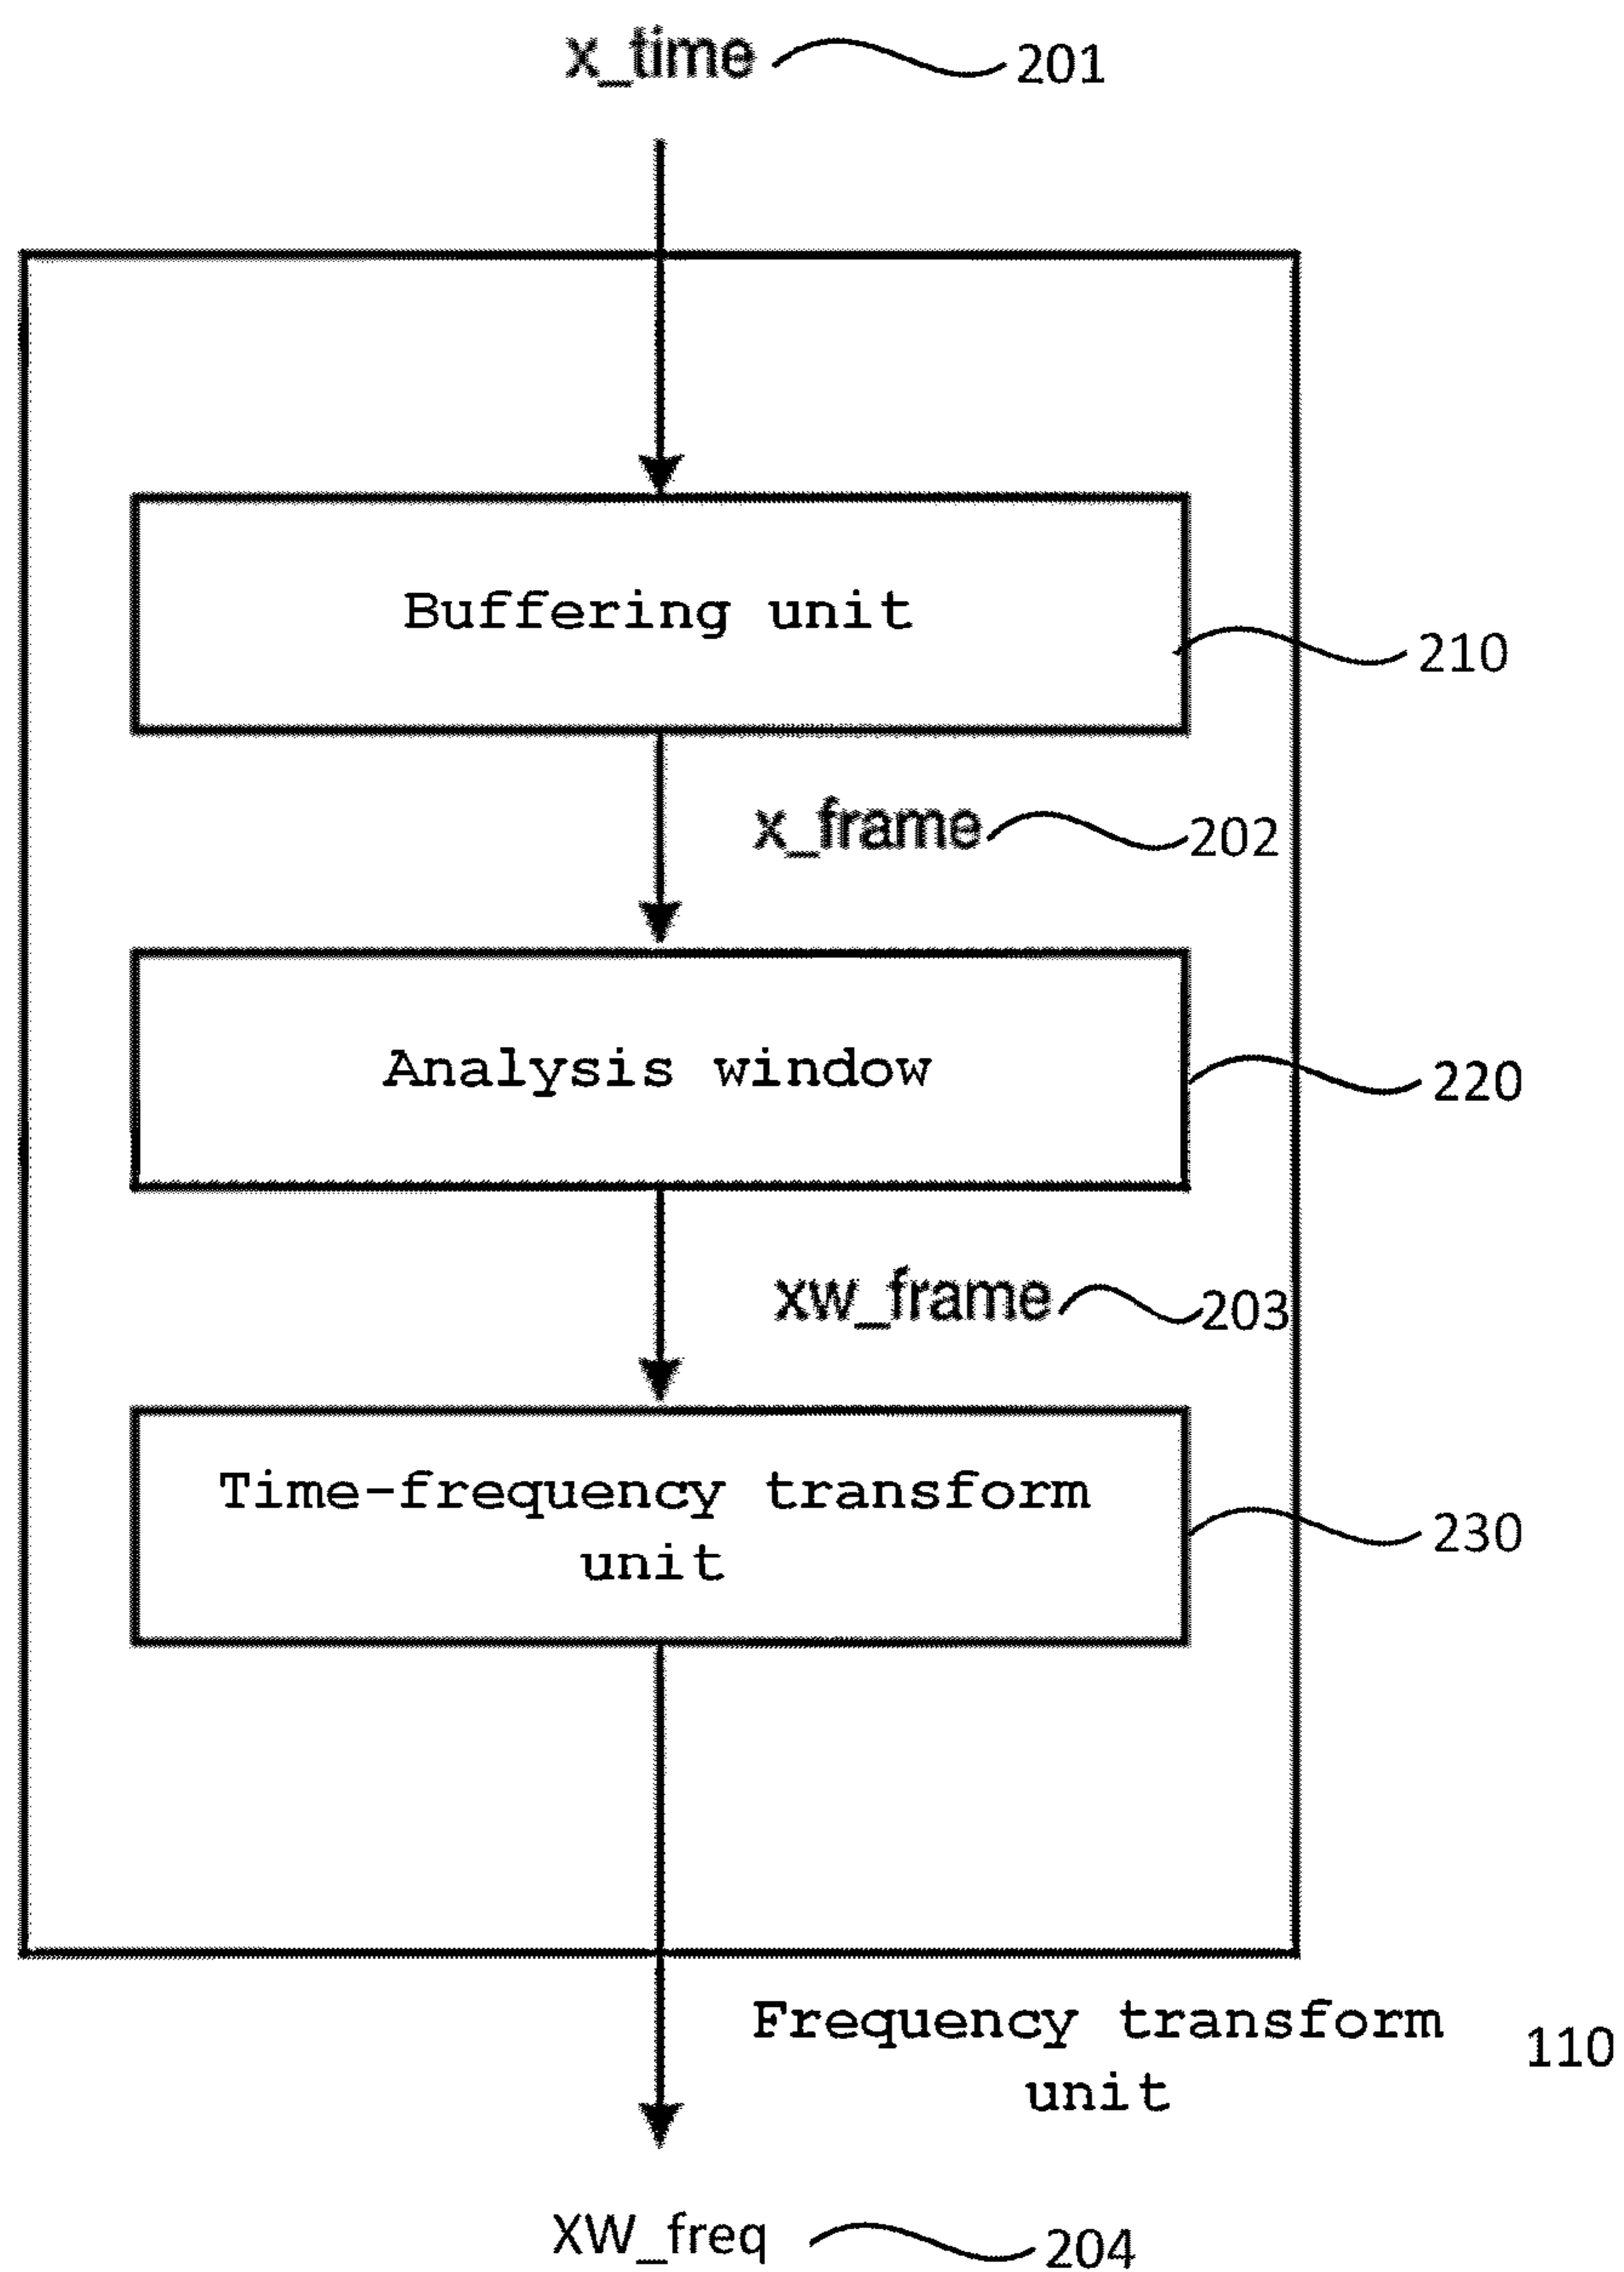 x_time 201
Buffering unit
210
x_frame 202
Analysis window
220
xw_frame 203
Time-frequency transform
unit
230
Frequency transform
unit
110
XW_freq 204